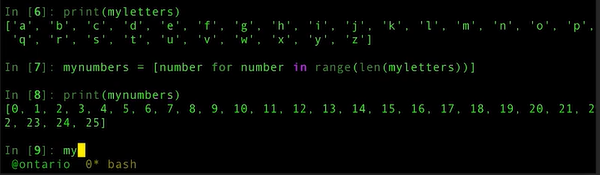 In [6]: print(myletters)
['a', 'b', 'c', 'd', 'e', 'f', 'g', 'h', 'i', 'j', 'k', 'l', 'm', 'n', 'o', 'p',
 'q', 'r', 's', 't', 'u', 'v', 'w', 'x', 'y', 'z']
In [7]: mynumbers = [number for number in range(len(myletters))]
In [8]: print(mynumbers)
[0, 1, 2, 3, 4, 5, 6, 7, 8, 9, 10, 11, 12, 13, 14, 15, 16, 17, 18, 19, 20, 21, 2
2, 23, 24, 25]
In [9]: my
@ontario  0* bash